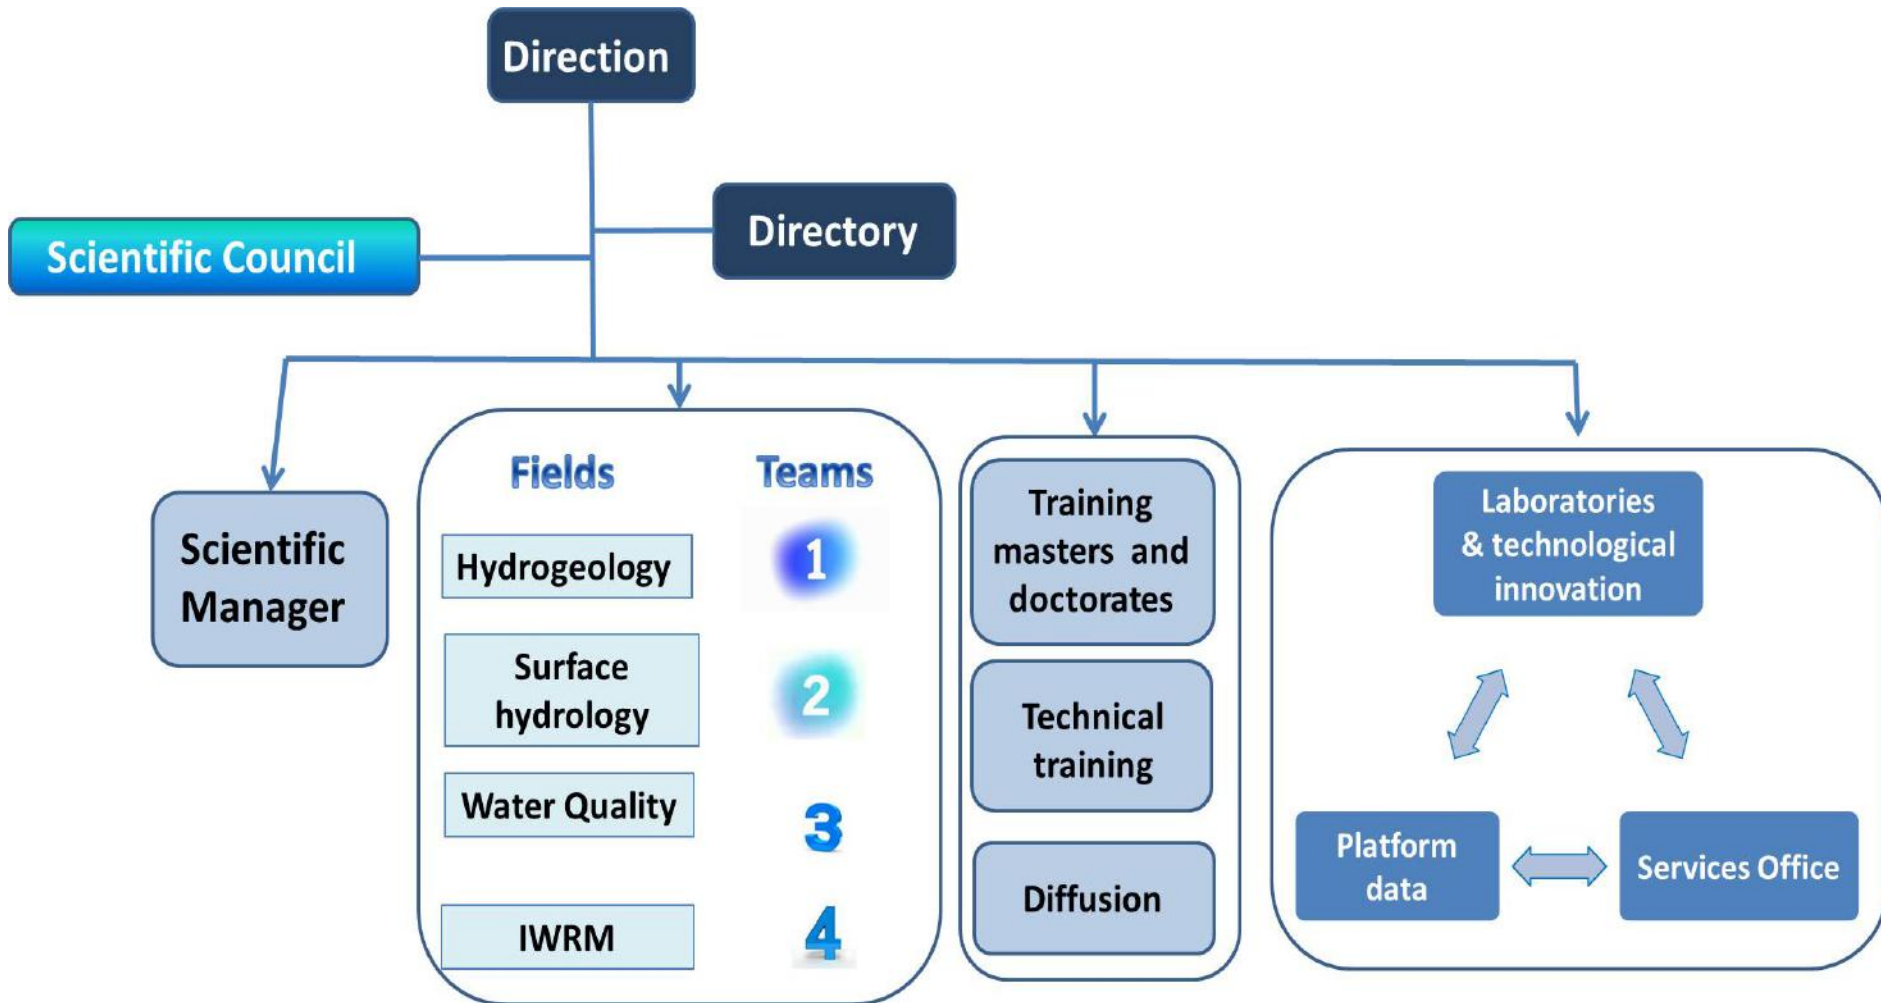 Direction
Directory
Scientific Council
Scientific
Manager
Fields
Teams
Hydrogeology
1
Surface
hydrology
2
Water Quality
3
IWRM
4
Training
masters and
doctorates
Technical
training
Diffusion
Laboratories
& technological
innovation
Platform
data
Services Office